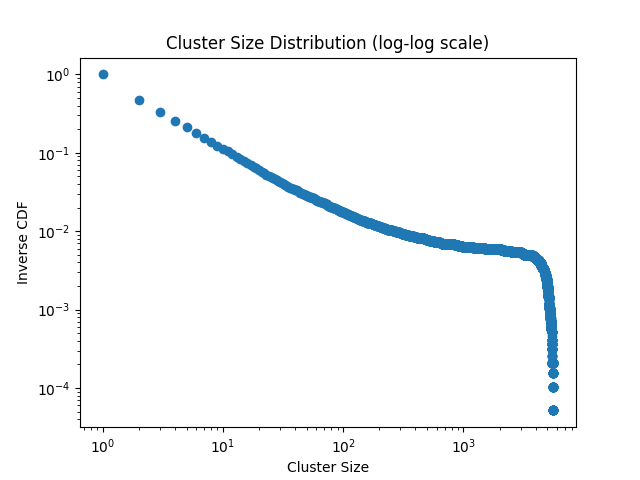 Cluster Size Distribution (log-log scale)
Inverse CDF
10⁰
10⁻¹
10⁻²
10⁻³
10⁻⁴
10⁰ 10¹ 10² 10³
Cluster Size